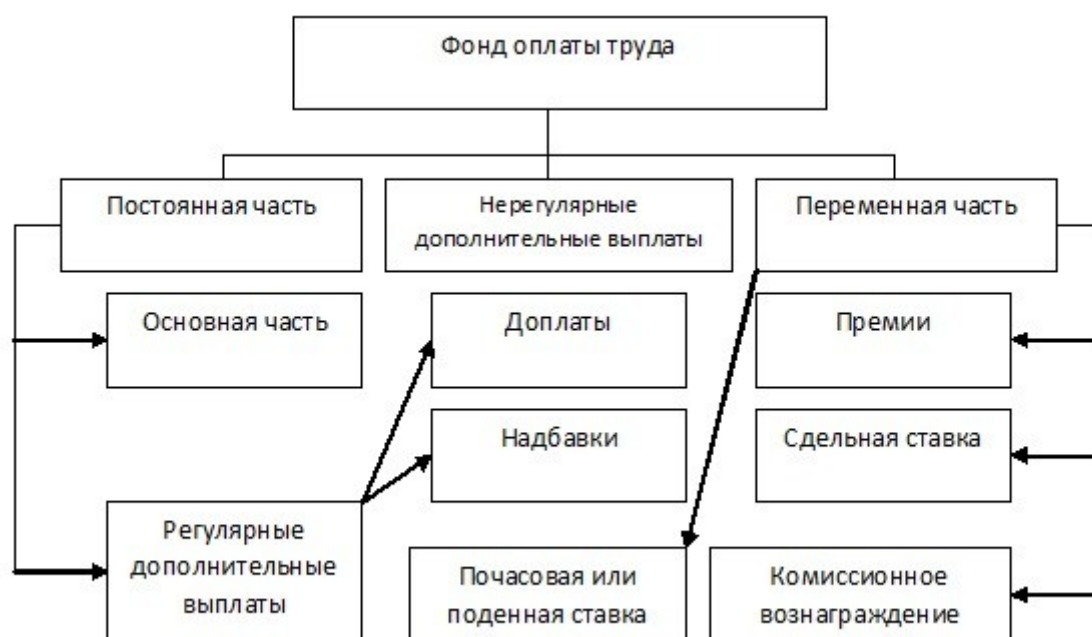 Фонд оплаты труда
Постоянная часть
Нерегулярные
дополнительные выплаты
Переменная часть
Основная часть
Доплаты
Премии
Надбавки
Сдельная ставка
Регулярные
дополнительные
выплаты
Почасовая или
поденная ставка
Комиссионное
вознаграждение